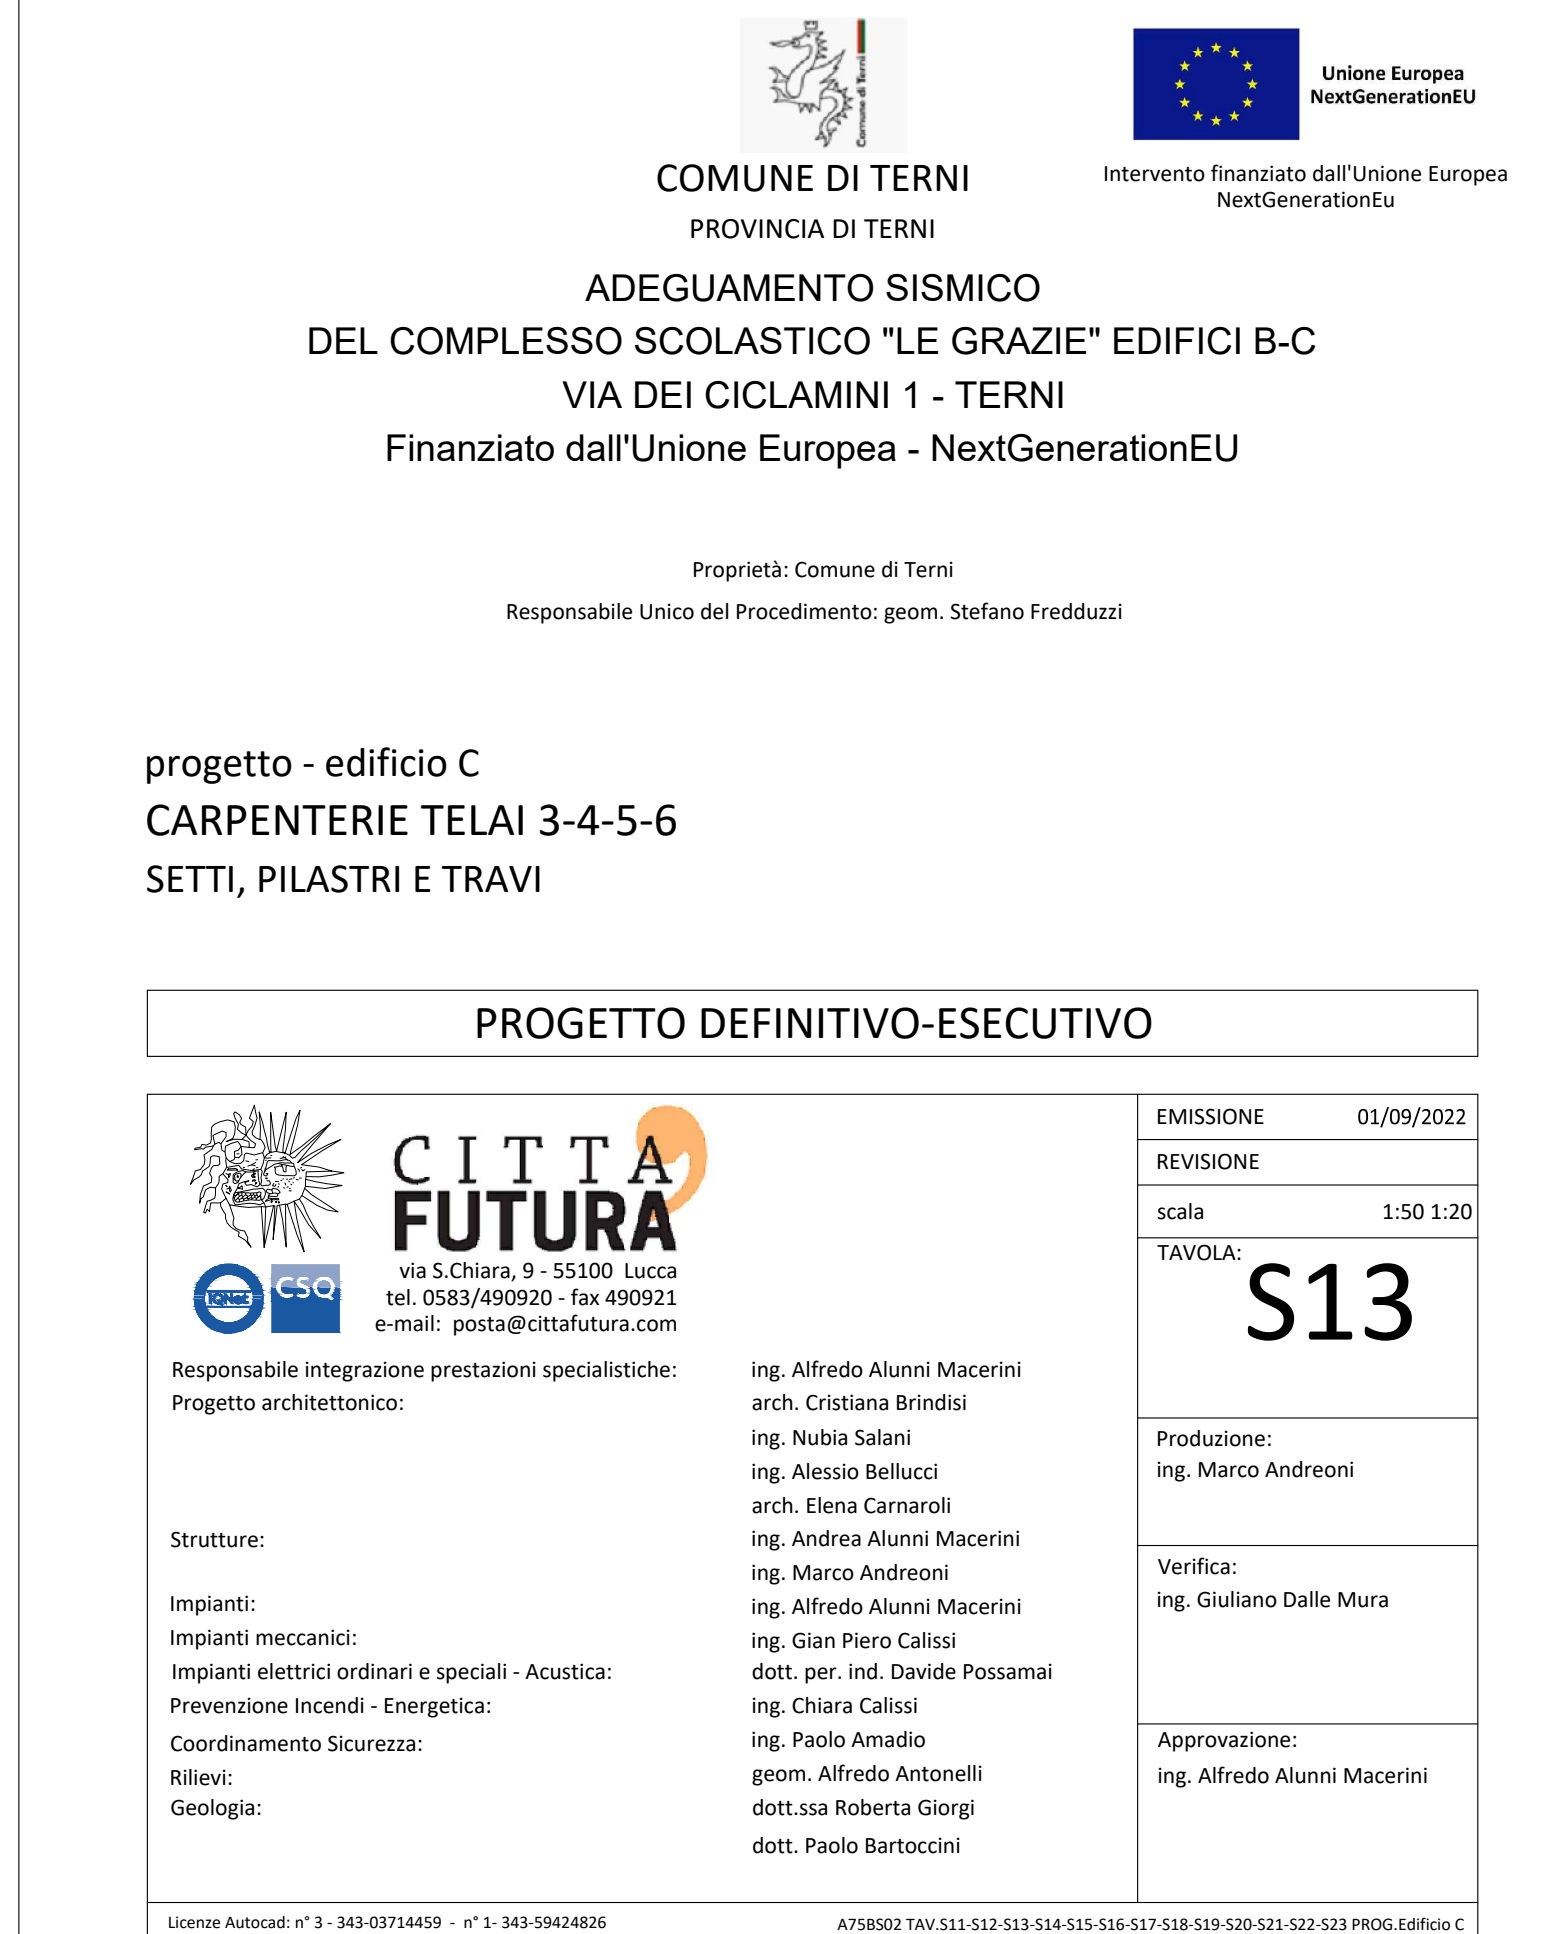 Comune di Terni
Unione Europea
NextGenerationEU
COMUNE DI TERNI
PROVINCIA DI TERNI
Intervento finanziato dall'Unione Europea
NextGenerationEu
ADEGUAMENTO SISMICO
DEL COMPLESSO SCOLASTICO "LE GRAZIE" EDIFICI B-C
VIA DEI CICLAMINI 1 - TERNI
Finanziato dall'Unione Europea - NextGenerationEU
Proprietà: Comune di Terni
Responsabile Unico del Procedimento: geom. Stefano Fredduzzi
progetto - edificio C
CARPENTERIE TELAI 3-4-5-6
SETTI, PILASTRI E TRAVI
PROGETTO DEFINITIVO-ESECUTIVO
CITTA
FUTURA
IQNet
CSQ
via S.Chiara, 9 - 55100 Lucca
tel. 0583/490920 - fax 490921
e-mail: posta@cittafutura.com
EMISSIONE 01/09/2022
REVISIONE
scala 1:50 1:20
TAVOLA:
S13
Responsabile integrazione prestazioni specialistiche: ing. Alfredo Alunni Macerini
Progetto architettonico: arch. Cristiana Brindisi
ing. Nubia Salani
ing. Alessio Bellucci
arch. Elena Carnaroli
Strutture: ing. Andrea Alunni Macerini
ing. Marco Andreoni
Impianti: ing. Alfredo Alunni Macerini
Impianti meccanici: ing. Gian Piero Calissi
Impianti elettrici ordinari e speciali - Acustica: dott. per. ind. Davide Possamai
Prevenzione Incendi - Energetica: ing. Chiara Calissi
Coordinamento Sicurezza: ing. Paolo Amadio
Rilievi: geom. Alfredo Antonelli
Geologia: dott.ssa Roberta Giorgi
dott. Paolo Bartoccini
Produzione:
ing. Marco Andreoni
Verifica:
ing. Giuliano Dalle Mura
Approvazione:
ing. Alfredo Alunni Macerini
Licenze Autocad: n° 3 - 343-03714459 - n° 1- 343-59424826
A75BS02 TAV.S11-S12-S13-S14-S15-S16-S17-S18-S19-S20-S21-S22-S23 PROG.Edificio C